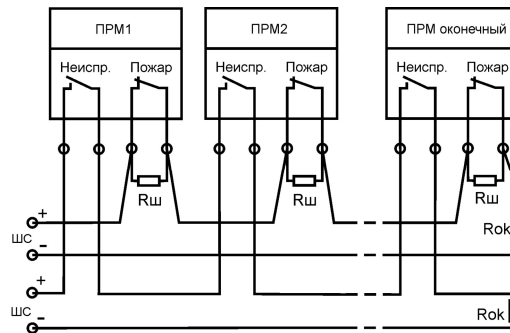 ПРМ1 ПРМ2 ПРМ оконечный
Неиспр. Пожар Неиспр. Пожар Неиспр. Пожар
Rш Rш Rш
+
ШС Rok
-
+
ШС
- Rok